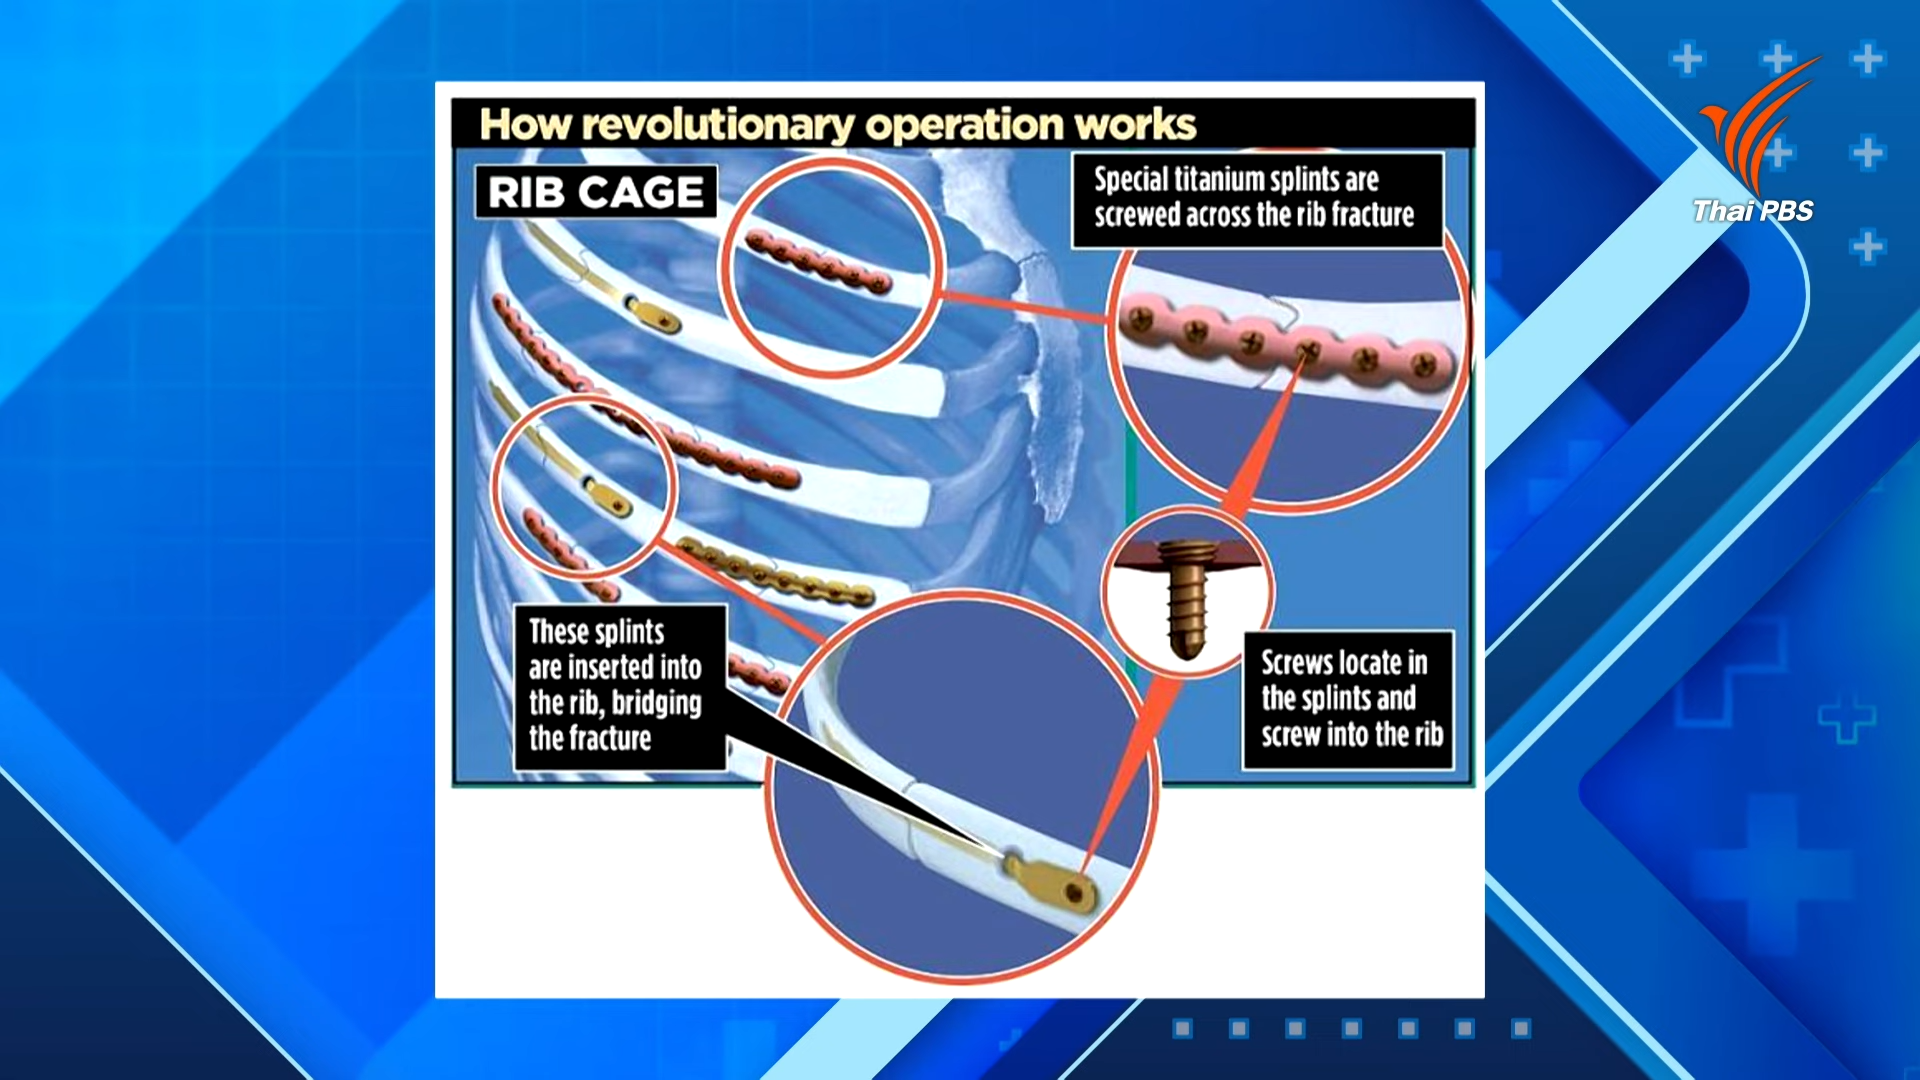 How revolutionary operation works
RIB CAGE
Special titanium splints are
screwed across the rib fracture
Thai PBS
These splints
are inserted into
the rib, bridging
the fracture
Screws locate in
the splints and
screw into the rib